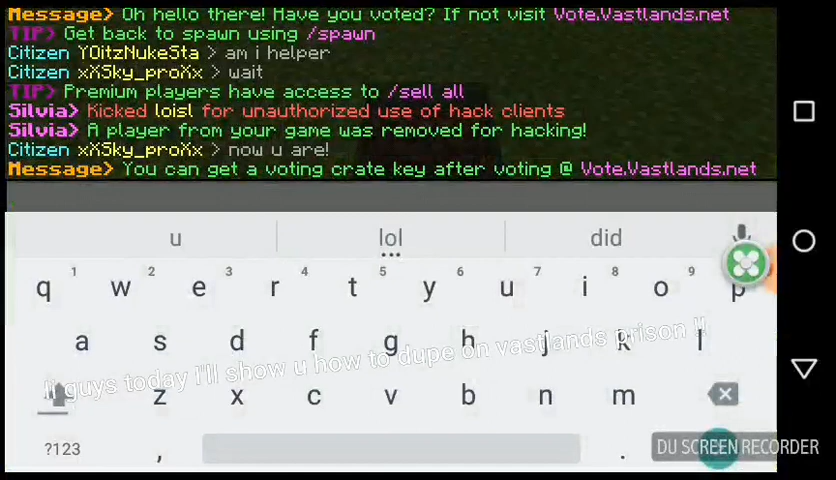 Message> Oh hello there! Have you voted? If not visit Vote.Vastlands.net
TIP> Get back to spawn using /spawn
Citizen YOitzNukeSta > am i helper
Citizen xXSky_proXx > wait
TIP> Premium players have access to /sell all
Silvia> Kicked loisl for unauthorized use of hack clients
Silvia> A player from your game was removed for hacking!
Citizen xXSky_proXx > now u are!
Message> You can get a voting crate key after voting @ Vote.Vastlands.net
u lol did
1 2 3 4 5 6 7 8 9
q w e r t y u i o p
a s d f g h j k l
guys today i'll show u how to dupe on vastlands prison !!
z x c v b n m
?123 , .
DU SCREEN RECORDER